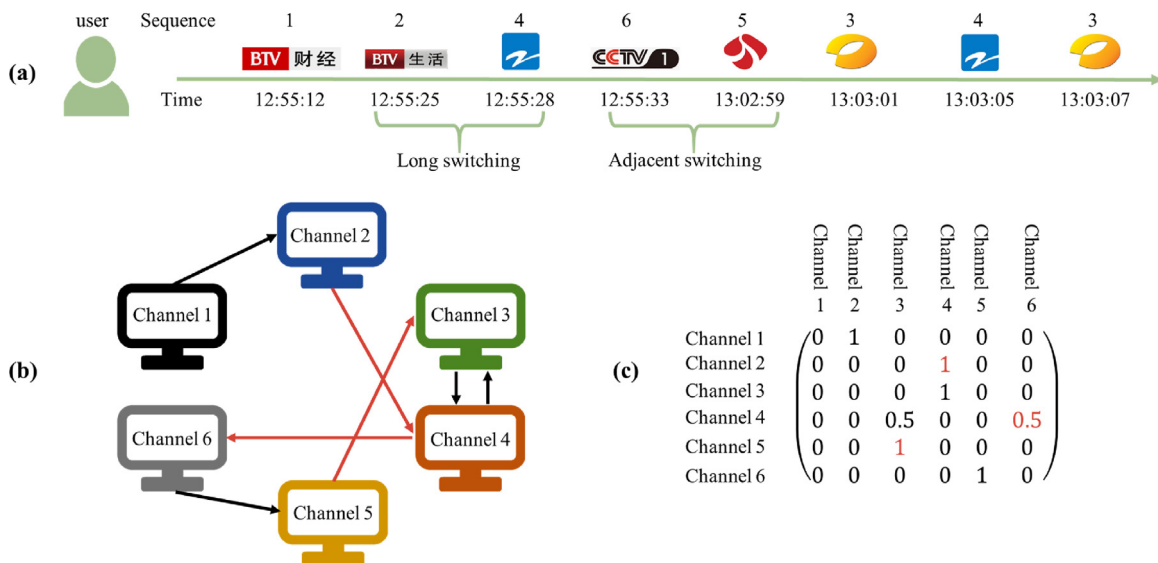 user Sequence 1 2 4 6 5 3 4 3
(a) BTV 财经 BTV 生活 CCTV 1
Time 12:55:12 12:55:25 12:55:28 12:55:33 13:02:59 13:03:01 13:03:05 13:03:07
Long switching Adjacent switching
(b)
Channel 2
Channel 1 Channel 3
Channel 6 Channel 4
Channel 5
(c)
Channel 1 Channel 2 Channel 3 Channel 4 Channel 5 Channel 6
Channel 1 0 1 0 0 0 0
Channel 2 0 0 0 1 0 0
Channel 3 0 0 0 1 0 0
Channel 4 0 0 0.5 0 0 0.5
Channel 5 0 0 1 0 0 0
Channel 6 0 0 0 0 1 0